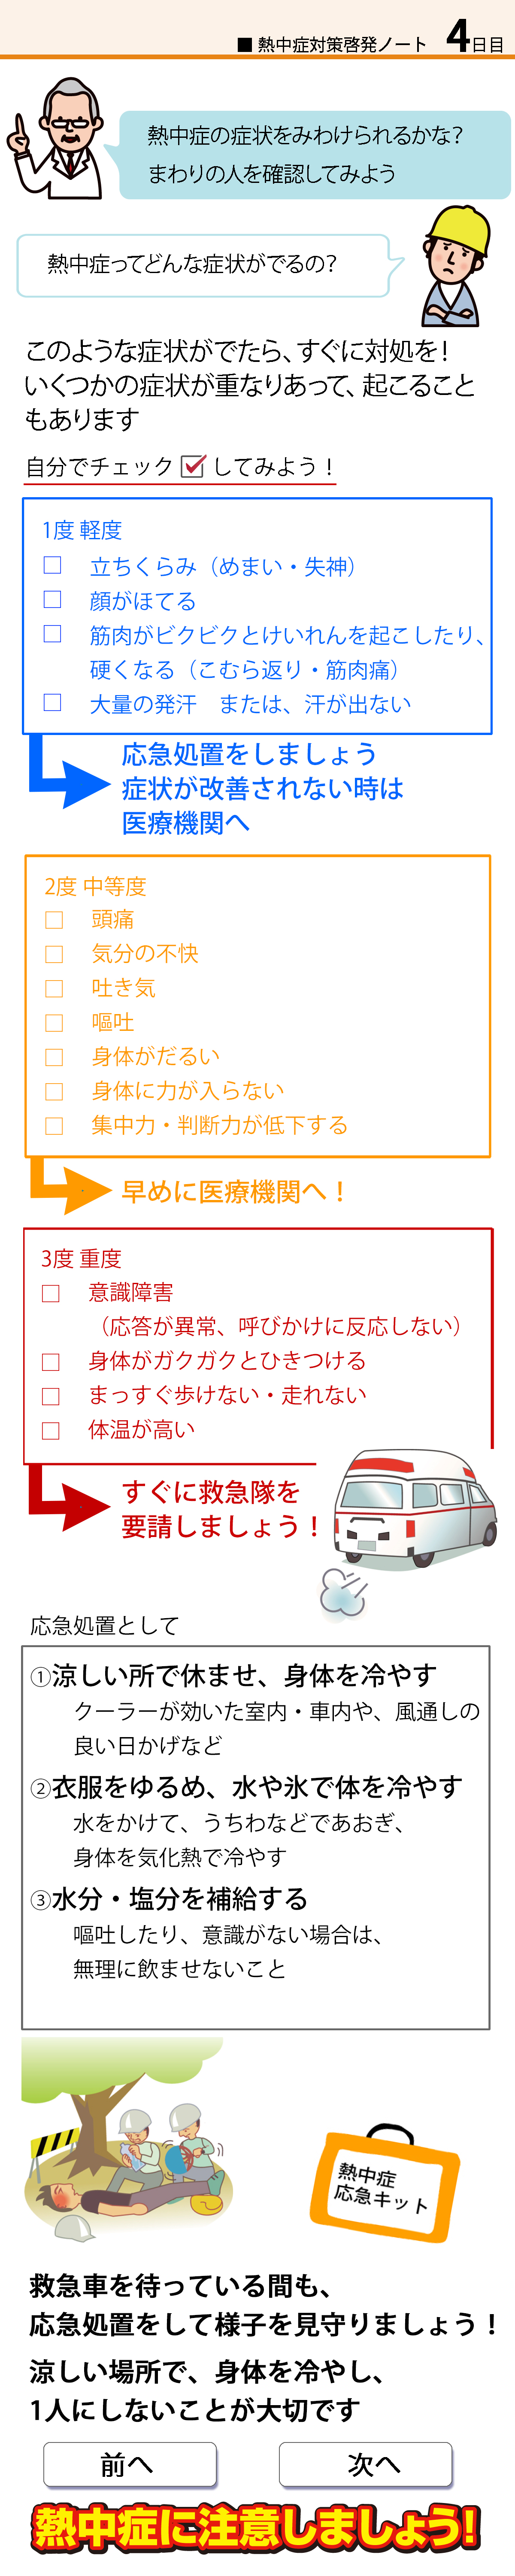 ■ 熱中症対策啓発ノート 4日目
熱中症の症状をみわけられるかな？
まわりの人を確認してみよう
熱中症ってどんな症状がでるの？
このような症状がでたら、すぐに対処を！
いくつかの症状が重なりあって、起こること
もあります
自分でチェック☑してみよう！
1度 軽度
□ 立ちくらみ（めまい・失神）
□ 顔がほてる
□ 筋肉がピクピクとけいれんを起こしたり、
硬くなる（こむら返り・筋肉痛）
□ 大量の発汗　または、汗が出ない
応急処置をしましょう
症状が改善されない時は
医療機関へ
2度 中等度
□ 頭痛
□ 気分の不快
□ 吐き気
□ 嘔吐
□ 身体がだるい
□ 身体に力が入らない
□ 集中力・判断力が低下する
早めに医療機関へ！
3度 重度
□ 意識障害
（応答が異常、呼びかけに反応しない）
□ 身体がガクガクとひきつける
□ まっすぐ歩けない・走れない
□ 体温が高い
すぐに救急隊を
要請しましょう！
応急処置として
①涼しい所で休ませ、身体を冷やす
クーラーが効いた室内・車内や、風通しの
良い日かげなど
②衣服をゆるめ、水や氷で体を冷やす
水をかけて、うちわなどであおぎ、
身体を気化熱で冷やす
③水分・塩分を補給する
嘔吐したり、意識がない場合は、
無理に飲ませないこと
熱中症
応急キット
救急車を待っている間も、
応急処置をして様子を見守りましょう！
涼しい場所で、身体を冷やし、
1人にしないことが大切です
前へ 次へ
熱中症に注意しましょう！